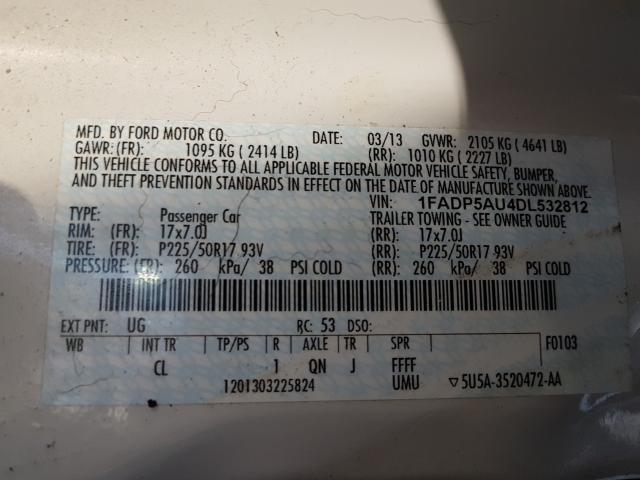 MFD. BY FORD MOTOR CO. DATE: 03/13 GVWR: 2105 KG ( 4641 LB)
GAWR: (FR): 1095 KG ( 2414 LB) (RR): 1010 KG ( 2227 LB)
THIS VEHICLE CONFORMS TO ALL APPLICABLE FEDERAL MOTOR VEHICLE SAFETY, BUMPER,
AND THEFT PREVENTION STANDARDS IN EFFECT ON THE DATE OF MANUFACTURE SHOWN ABOVE.
VIN: 1FADP5AU4DL532812
TYPE: Passenger Car TRAILER TOWING - SEE OWNER GUIDE
RIM: (FR): 17x7.0J (RR): 17x7.0J
TIRE: (FR): P225/50R17 93V (RR): P225/50R17 93V
PRESSURE: (FR): 260 kPa/ 38 PSI COLD (RR): 260 kPa/ 38 PSI COLD
EXT PNT: UG RC: 53 DSO:
WB INT TR TP/PS R AXLE TR SPR F0103
CL 1 QN J FFFF
1201303225824 UMU ▽5U5A-3520472-AA